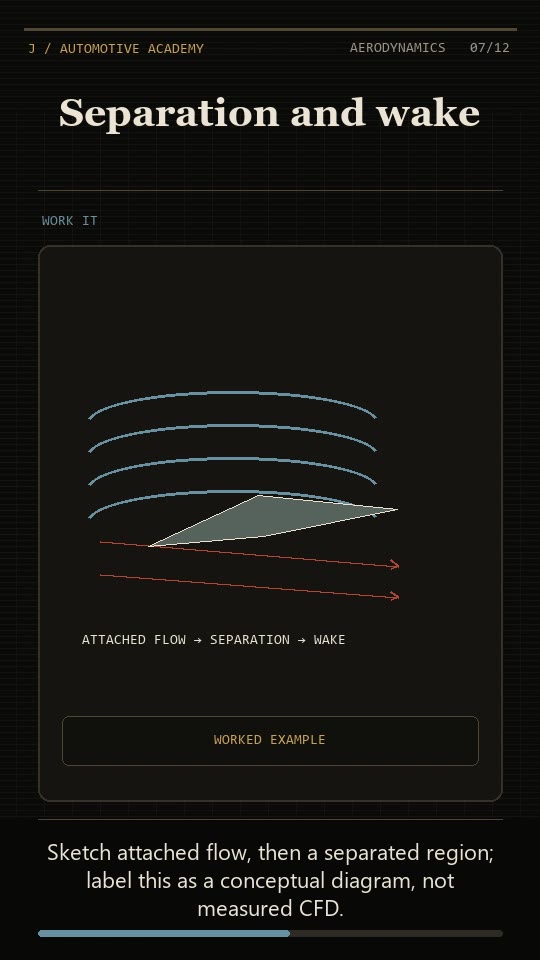 J / AUTOMOTIVE ACADEMY
AERODYNAMICS 07/12
Separation and wake
WORK IT
ATTACHED FLOW → SEPARATION → WAKE
WORKED EXAMPLE
Sketch attached flow, then a separated region;
label this as a conceptual diagram, not
measured CFD.